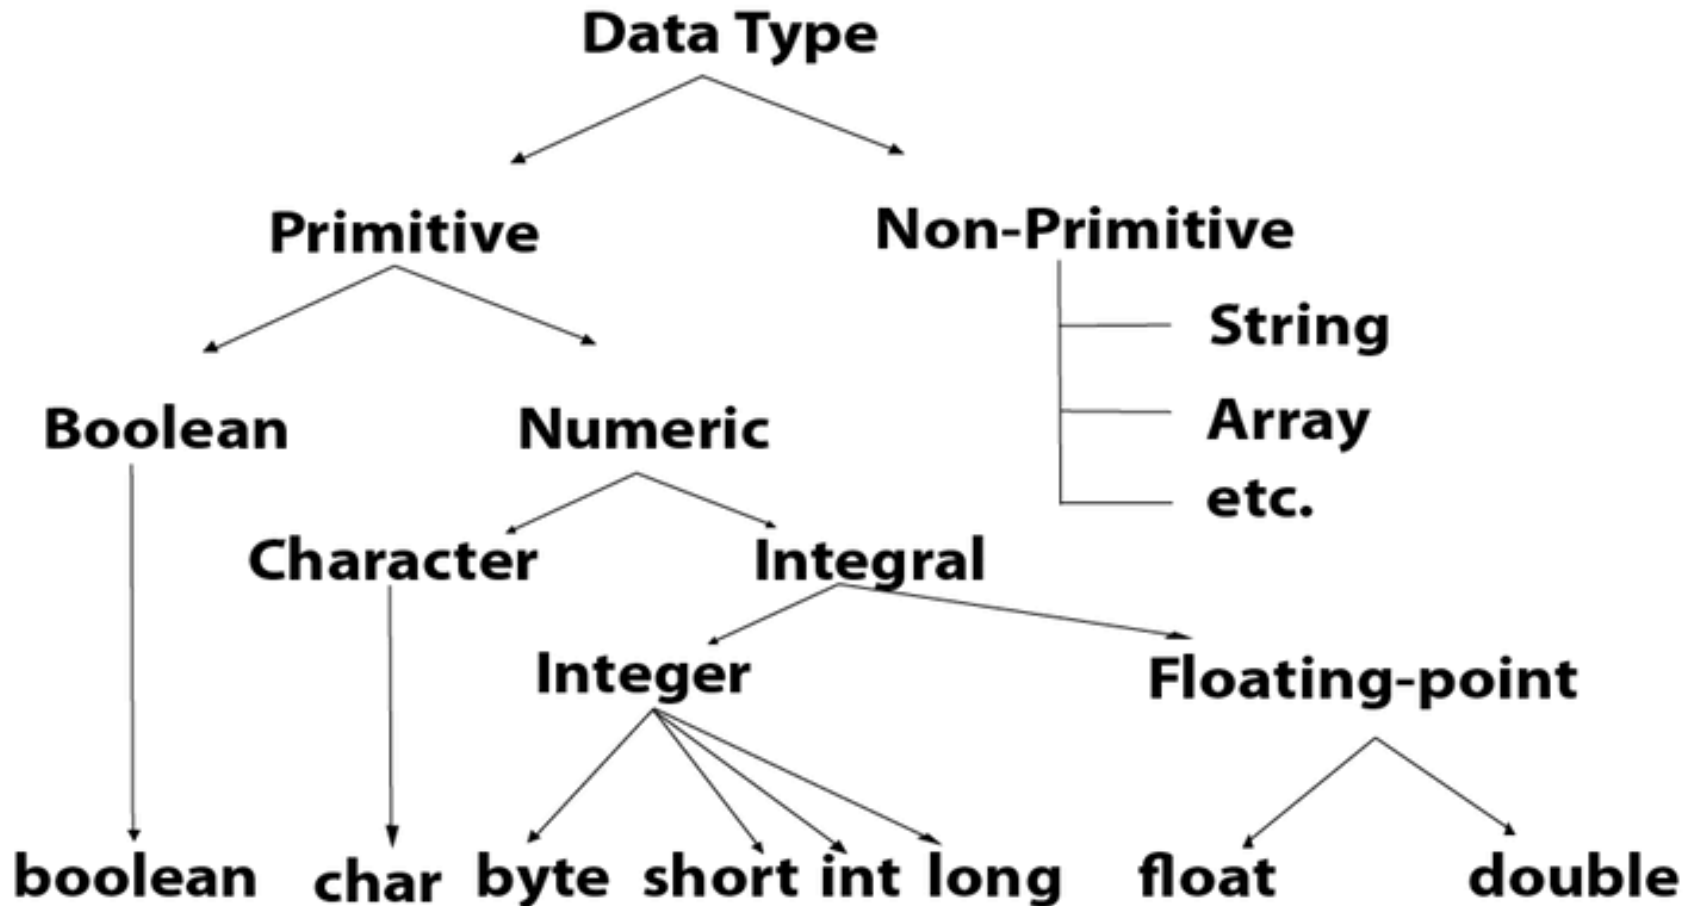 Data Type
Primitive
Non-Primitive
String
Array
etc.
Boolean
Numeric
Character
Integral
Integer
Floating-point
boolean
char
byte
short
int
long
float
double